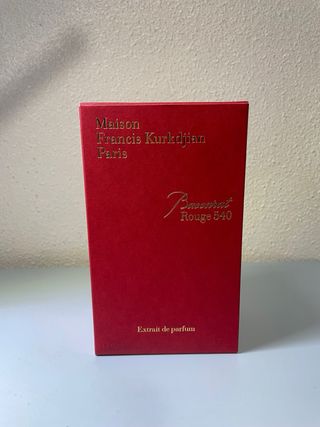 Maison
Francis Kurkdjian
Paris
Baccarat
Rouge 540
Extrait de parfum